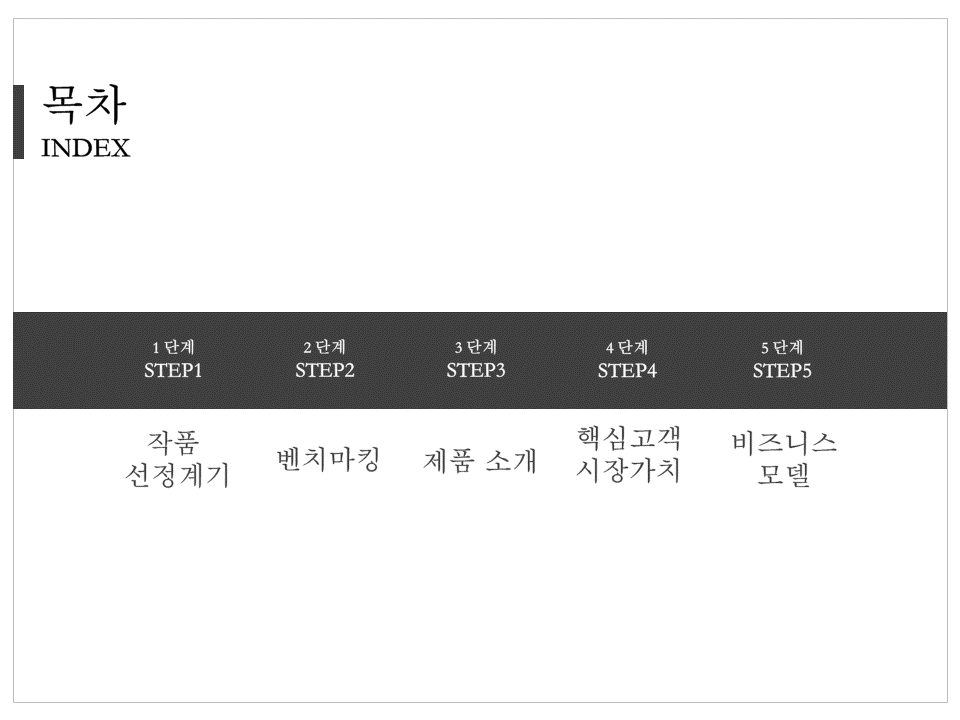 목차
INDEX
1단계
STEP1
2단계
STEP2
3단계
STEP3
4단계
STEP4
5단계
STEP5
작품
선정계기
벤치마킹
제품 소개
핵심고객
시장가치
비즈니스
모델